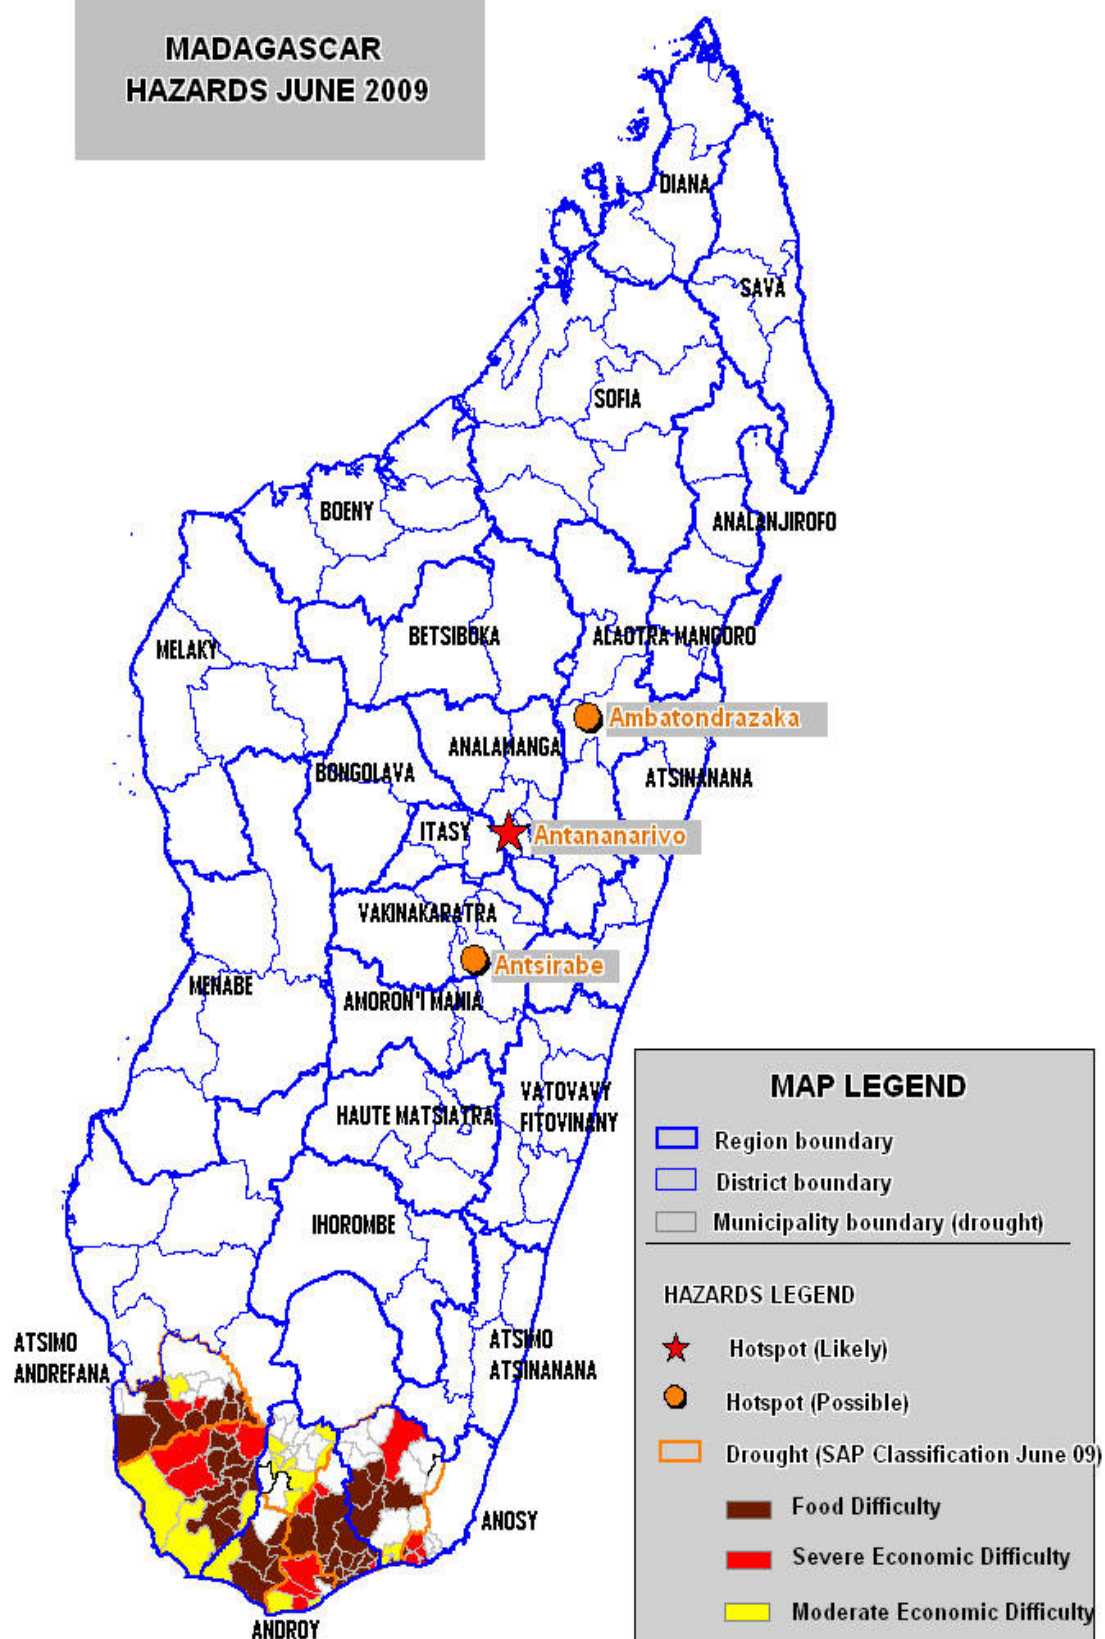 MADAGASCAR
HAZARDS JUNE 2009
DIANA
SAVA
SOFIA
BOENY
ANALANJIROFO
BETSIBOKA
ALAOTRA MANGORO
MELAKY
Ambatondrazaka
ANALAMANGA
BONGOLAVA
ATSINANANA
ITASY
Antananarivo
VAKINAKARATRA
Antsirabe
MENABE
AMORON'I MANIA
VATOVAVY
FITOVINANY
HAUTE MATSIATRA
IHOROMBE
ATSIMO
ANDREFANA
ATSIMO
ATSINANANA
ANOSY
ANDROY
MAP LEGEND
Region boundary
District boundary
Municipality boundary (drought)
HAZARDS LEGEND
Hotspot (Likely)
Hotspot (Possible)
Drought (SAP Classification June 09)
Food Difficulty
Severe Economic Difficulty
Moderate Economic Difficulty